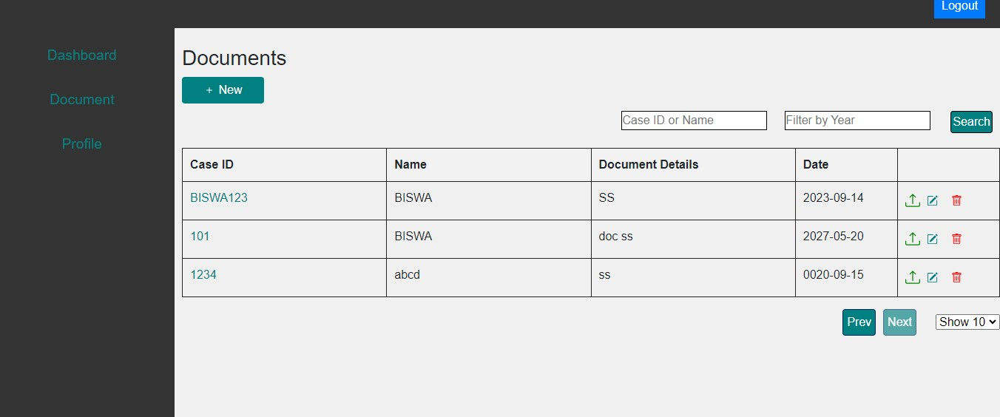 Logout
Dashboard
Document
Profile
Documents
+ New
Case ID or Name Filter by Year Search
Case ID Name Document Details Date
BISWA123 BISWA SS 2023-09-14
101 BISWA doc ss 2027-05-20
1234 abcd ss 0020-09-15
Prev Next Show 10